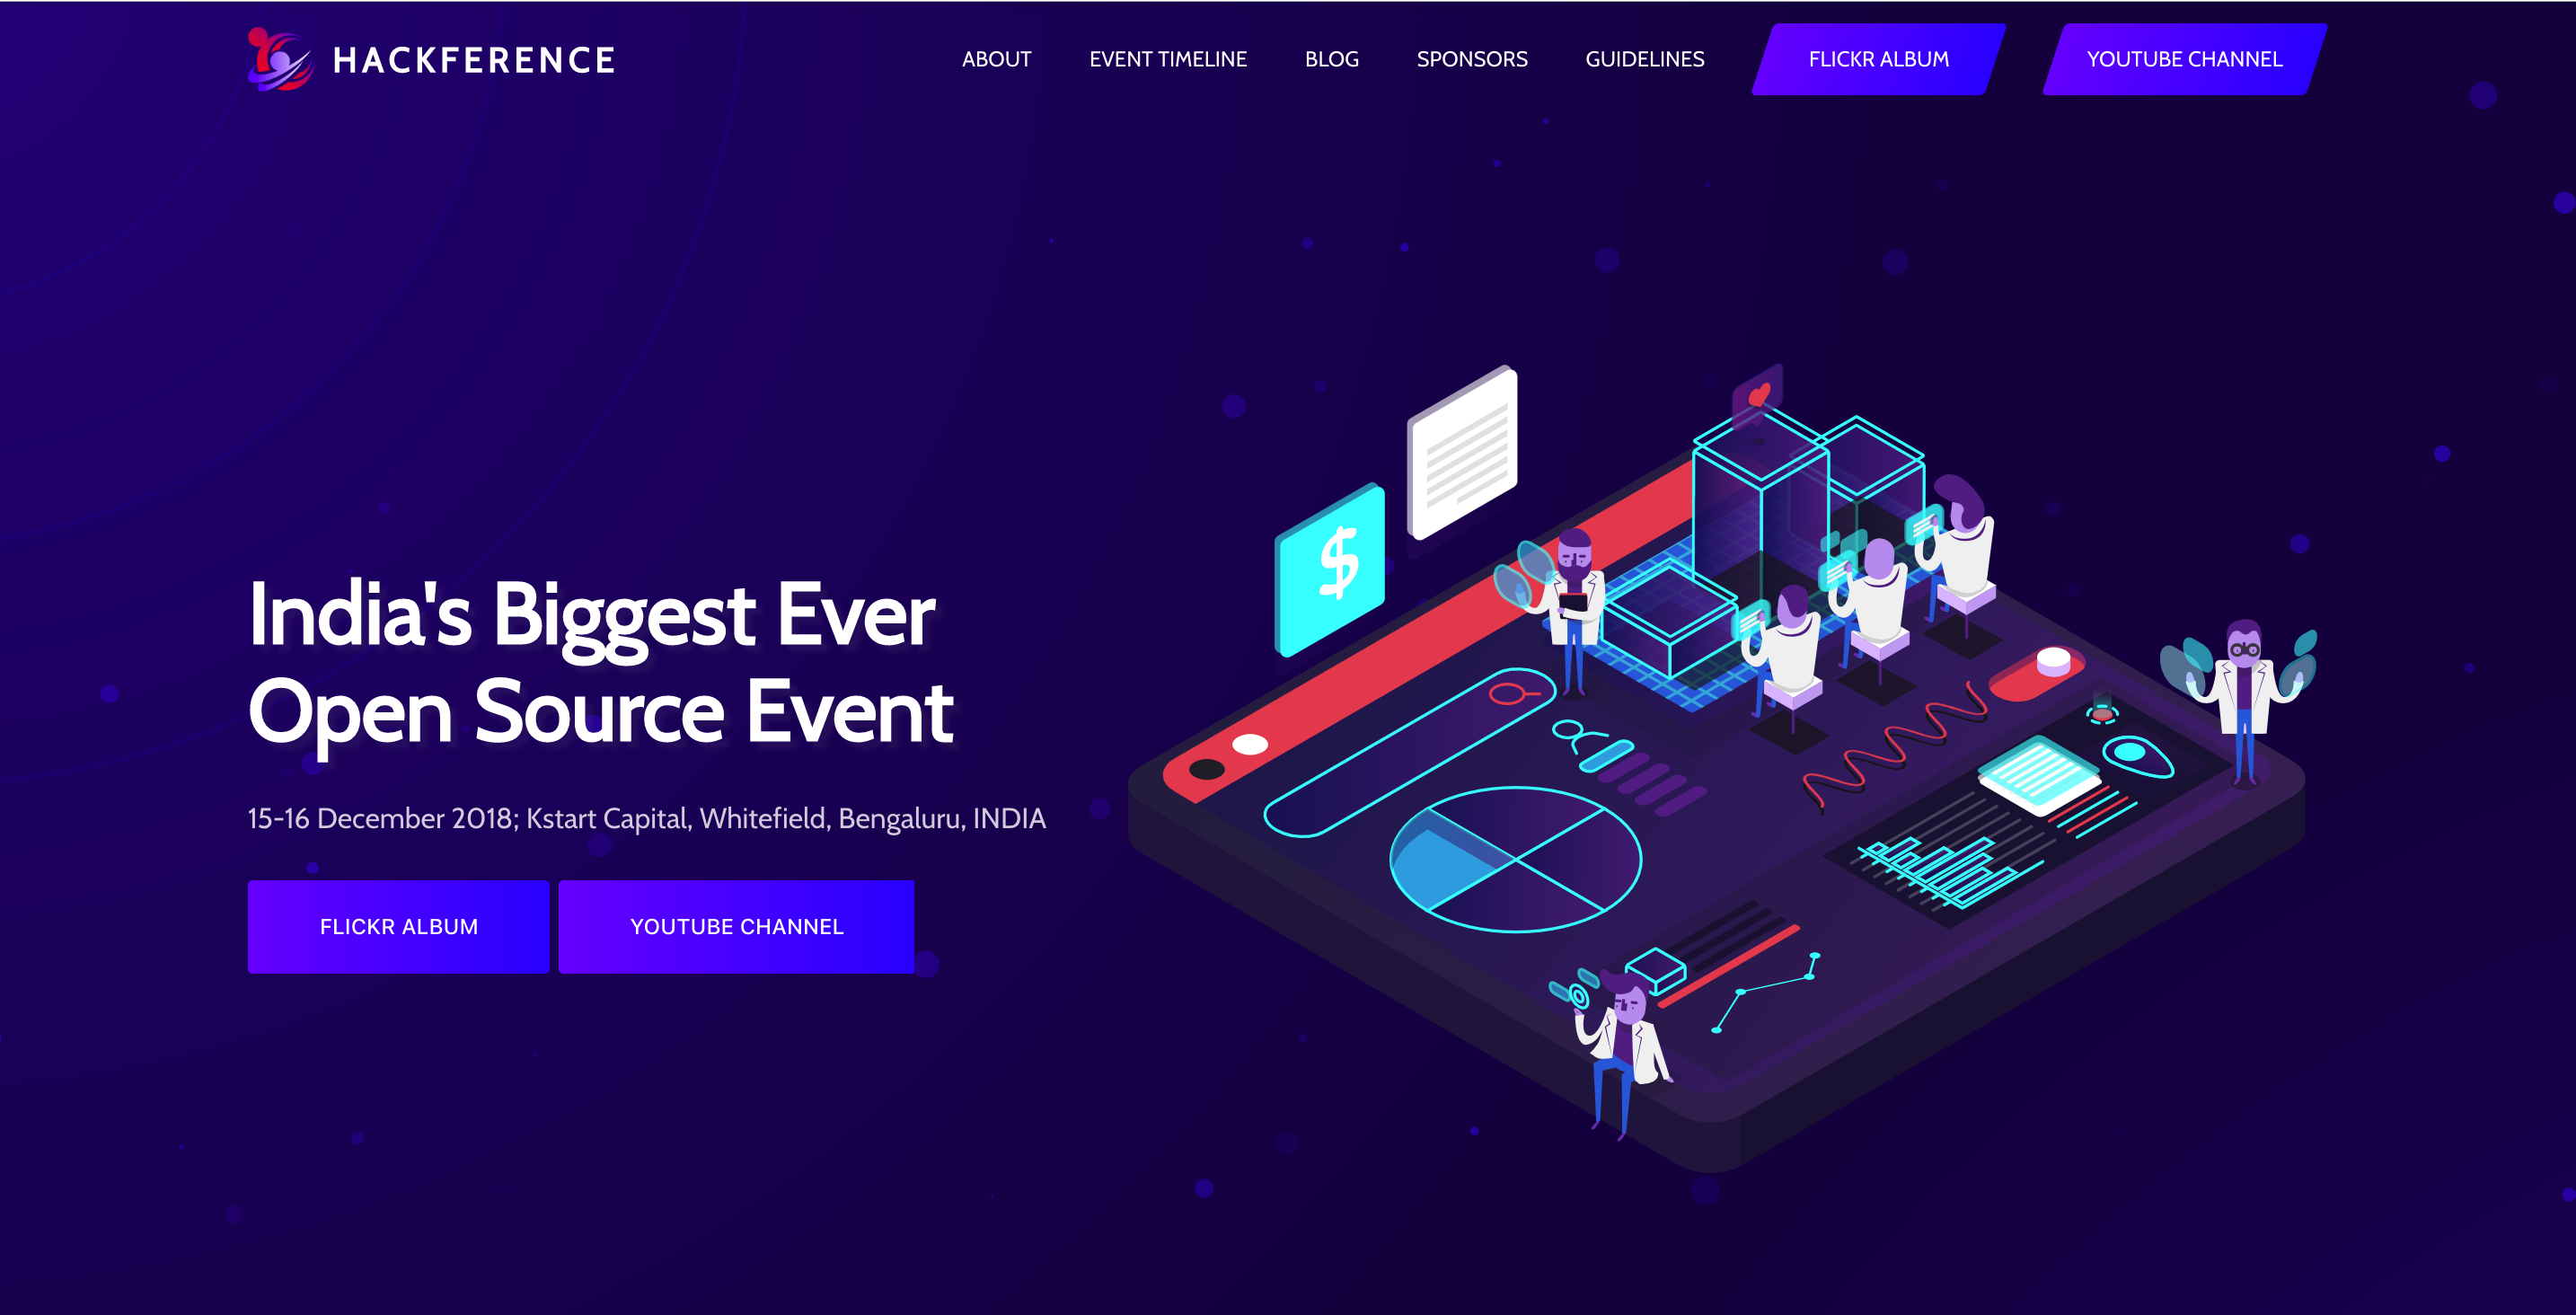 HACKFERENCE
ABOUT
EVENT TIMELINE
BLOG
SPONSORS
GUIDELINES
FLICKR ALBUM
YOUTUBE CHANNEL
$
India's Biggest Ever
Open Source Event
15-16 December 2018; Kstart Capital, Whitefield, Bengaluru, INDIA
FLICKR ALBUM
YOUTUBE CHANNEL